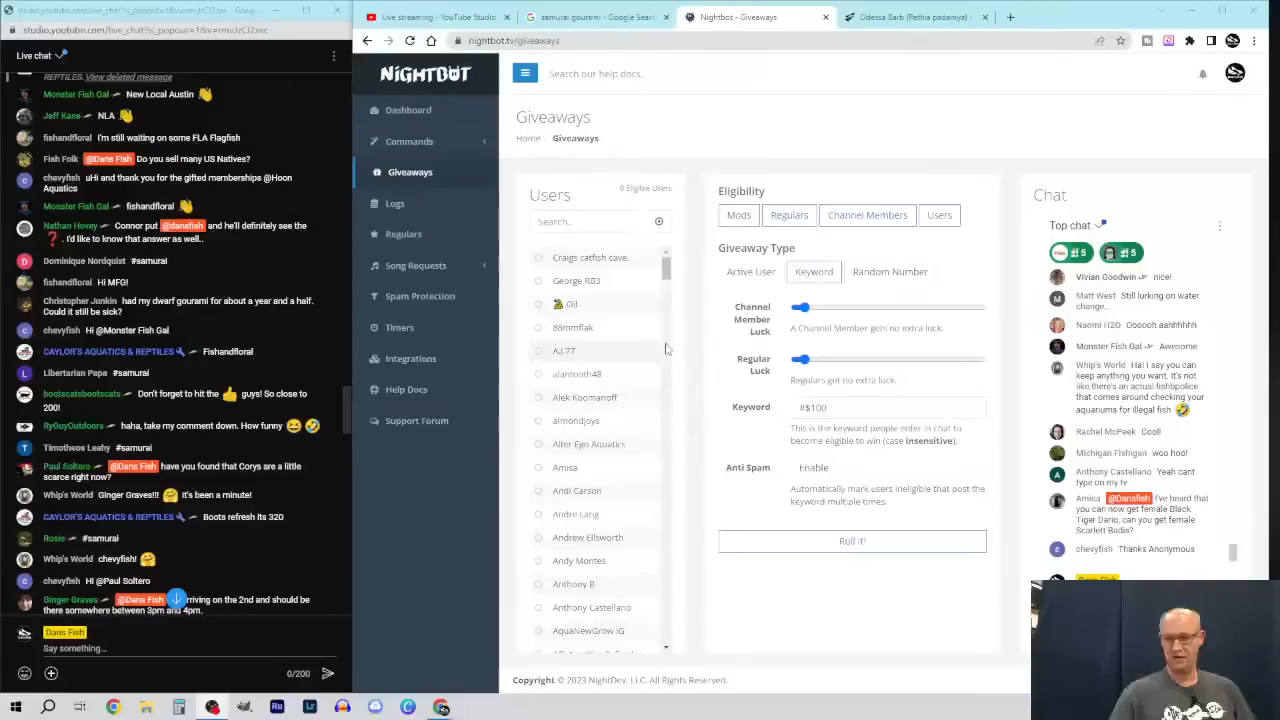 studio.youtube.com/live_chat?is_popout=1&v=
Live chat
REPTILES. View deleted message
Monster Fish Gal New Local Austin 👋
Jeff Kane NLA 👋
fishandfloral I'm still waiting on some FLA Flagfish
Fish Folk @Dans Fish Do you sell many US Natives?
chevyfish uHi and thank you for the gifted memberships @Hoon
Aquatics
Monster Fish Gal fishandfloral 👋
Nathan Hovey Connor put @dansfish and he'll definitely see the
❓. I'd like to know that answer as well..
Dominique Nordquist #samurai
fishandfloral Hi MFG!
Christopher Junkin had my dwarf gourami for about a year and a half.
Could it still be sick?
chevyfish Hi @Monster Fish Gal
CAYLOR'S AQUATICS & REPTILES Fishandfloral
Libertarian Papa #samurai
bootscatsbootscats Don't forget to hit the 👍 guys! So close to
200!
RyGuyOutdoors haha, take my comment down. How funny 😆 🤣
Timotheos Leahy #samurai
Paul Soltero @Dans Fish have you found that Corys are a little
scarce right now?
Whip's World Ginger Graves!!! 🤗 It's been a minute!
CAYLOR'S AQUATICS & REPTILES Boots refresh its 320
Rosie #samurai
Whip's World chevyfish! 🤗
chevyfish Hi @Paul Soltero
Ginger Graves @Dans Fish rriving on the 2nd and should be
there somewhere between 3pm and 4pm.
Dans Fish
Say something...
0/200
Live streaming - YouTube Studio
samurai gourami - Google Sear
Nightbot - Giveaways
Odessa Barb (Pethia padamya) -
nightbot.tv/giveaways
NIGHTBOT
Search our help docs..
Dashboard
Commands
Giveaways
Logs
Regulars
Song Requests
Spam Protection
Timers
Integrations
Help Docs
Support Forum
Giveaways
Home Giveaways
Users
0 Eligible Users
Search..
Craigs catfish cave.
George RB3
Oil
88mmflak
A.J.77
alantooth48
Alek Koomanoff
almondjoys
Alter Ego Aquatics
Amisa
Andi Carson
Andre Lang
Andrew Ellsworth
Andy Montes
Anthony B
Anthony Castellano
AquaNewGrow IG
Eligibility
Mods Regulars Channel Members Users
Giveaway Type
Active User Keyword Random Number
Channel
Member
Luck
A Channel Member gets no extra luck.
Regular
Luck
Regulars get no extra luck.
Keyword #$100
This is the keyword people enter in chat to
become eligible to win (case insensitive).
Anti Spam Enable
Automatically mark users ineligible that post the
keyword multiple times.
Roll it!
Chat
Top chat
5 5
Vivian Goodwin nice!
Matt West Still lurking on water
change...
Naomi H2O Oooooh aahhhhhh
Monster Fish Gal Awesome
Whip's World Ha! I say you can
keep anything you want. It's not
like there's an actual fishbpolice
that comes around checking your
aquariums for illegal fish 🤣
Rachel McPeek Cool!
Michigan Fishigan woo hoo!
Anthony Castellano Yeah cant
type on my tv
Amisa @Dansfish I've heard that
you can now get female Black
Tiger Dario, can you get female
Scarlett Badiis?
chevyfish Thanks Anonymous
Copyright © 2023 NightDev, LLC. All Rights Reserved.